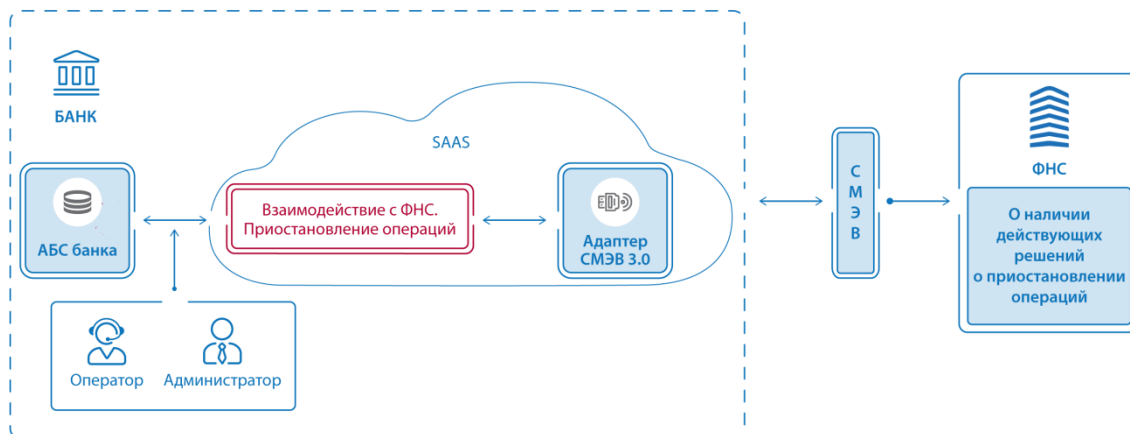 БАНК
SAAS
АБС банка
Взаимодействие с ФНС.
Приостановление операций
Адаптер
СМЭВ 3.0
Оператор
Администратор
С
М
Э
В
ФНС
О наличии
действующих
решений
о приостановлении
операций